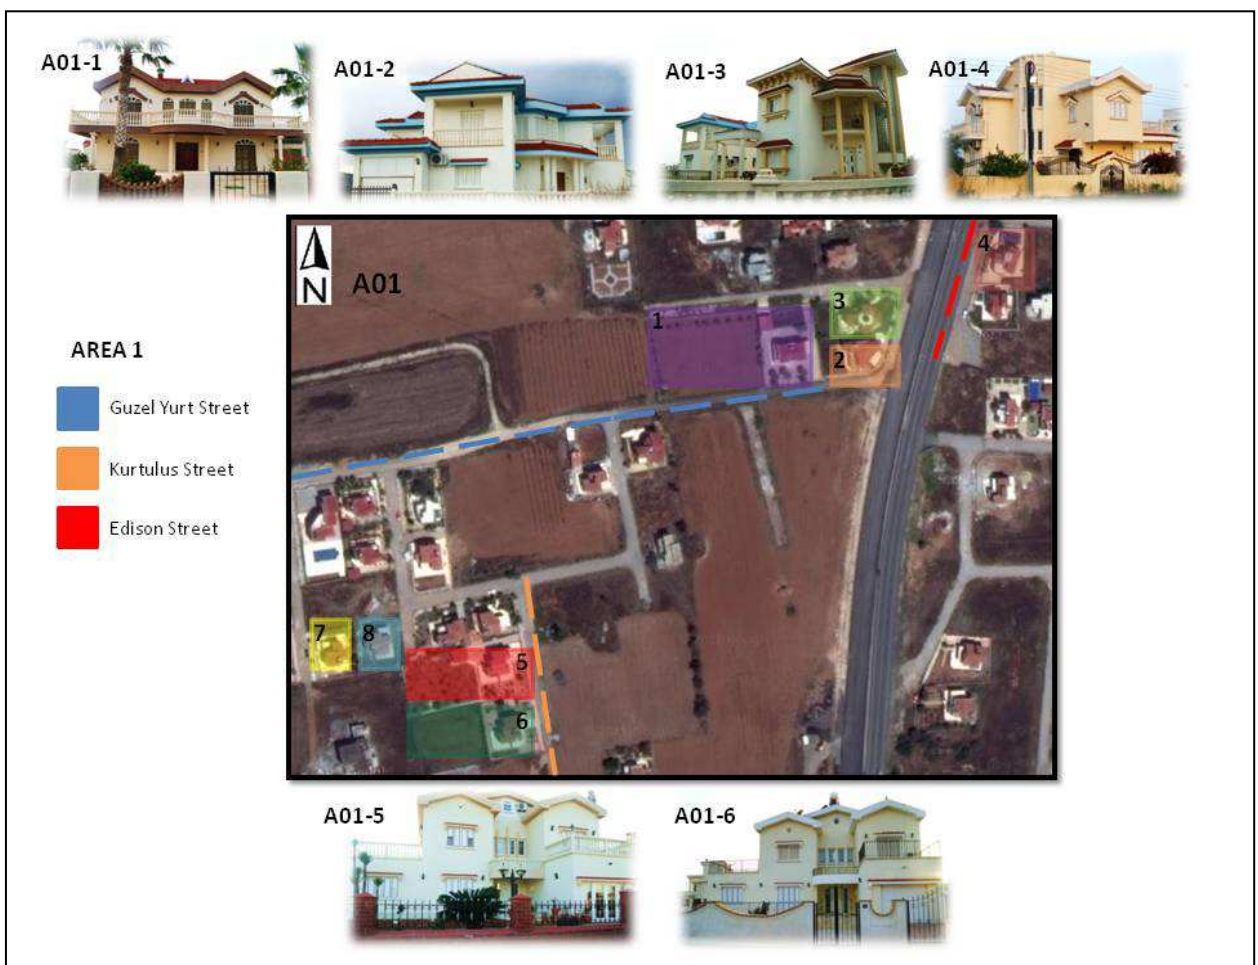 A01-1
A01-2
A01-3
A01-4
N
A01
1
3
2
4
AREA 1
Guzel Yurt Street
Kurtulus Street
Edison Street
7
8
5
6
A01-5
A01-6